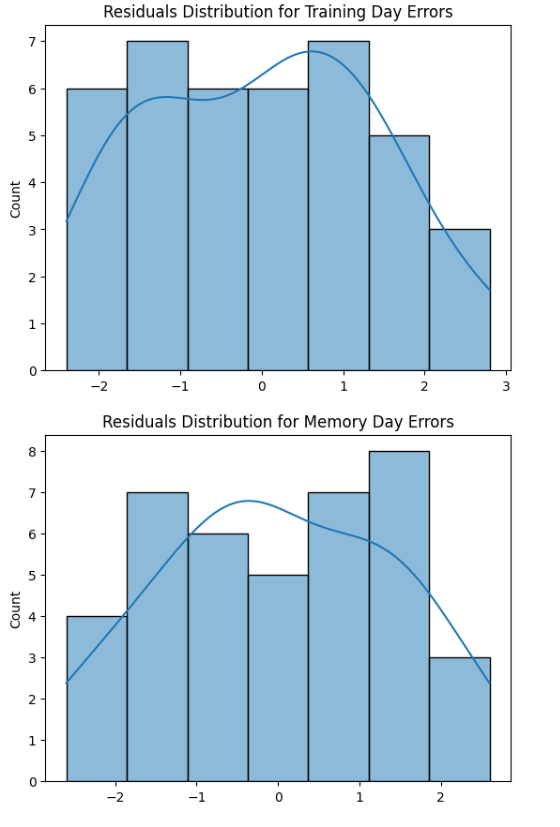 Residuals Distribution for Training Day Errors
7
6
5
4
3
2
1
0
Count
−2 −1 0 1 2 3
Residuals Distribution for Memory Day Errors
8
7
6
5
4
3
2
1
0
Count
−2 −1 0 1 2